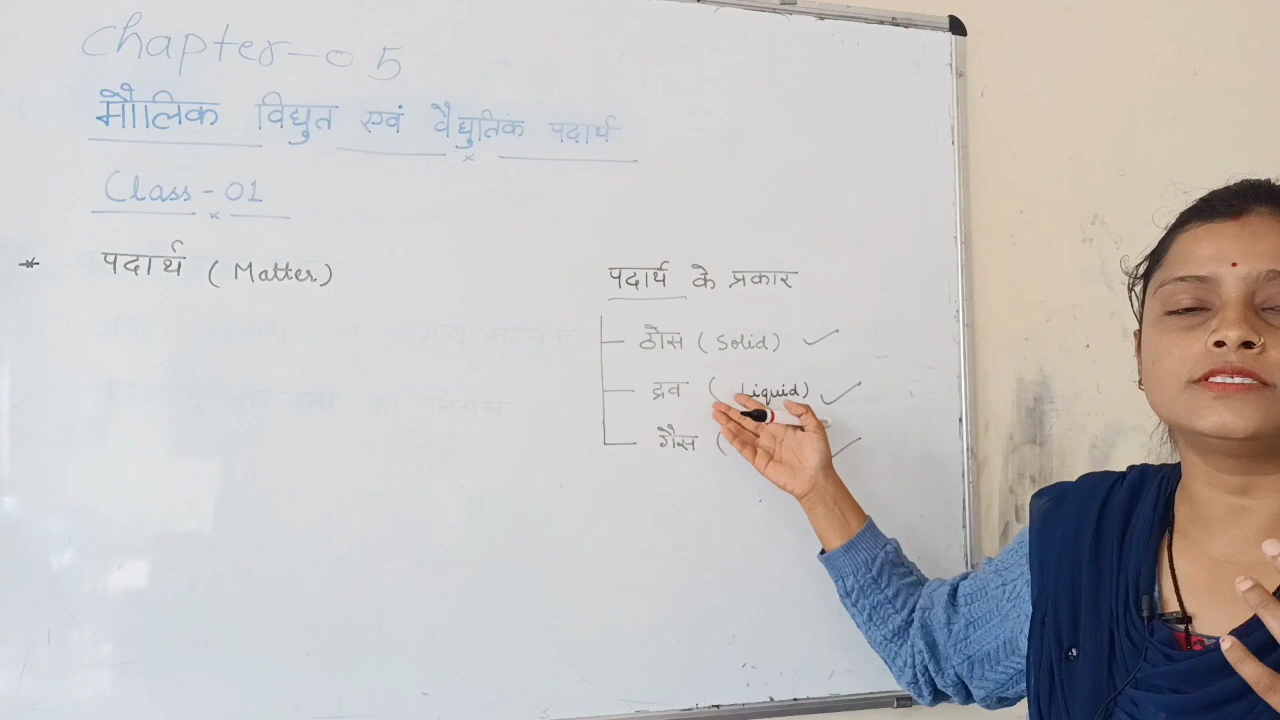 Chapter-05
मौलिक विद्युत एवं वैद्युतिक पदार्थ
Class-01
* पदार्थ (Matter)
पदार्थ के प्रकार
ठोस (Solid) ✓
द्रव (Liquid) ✓
गैस ( ✓